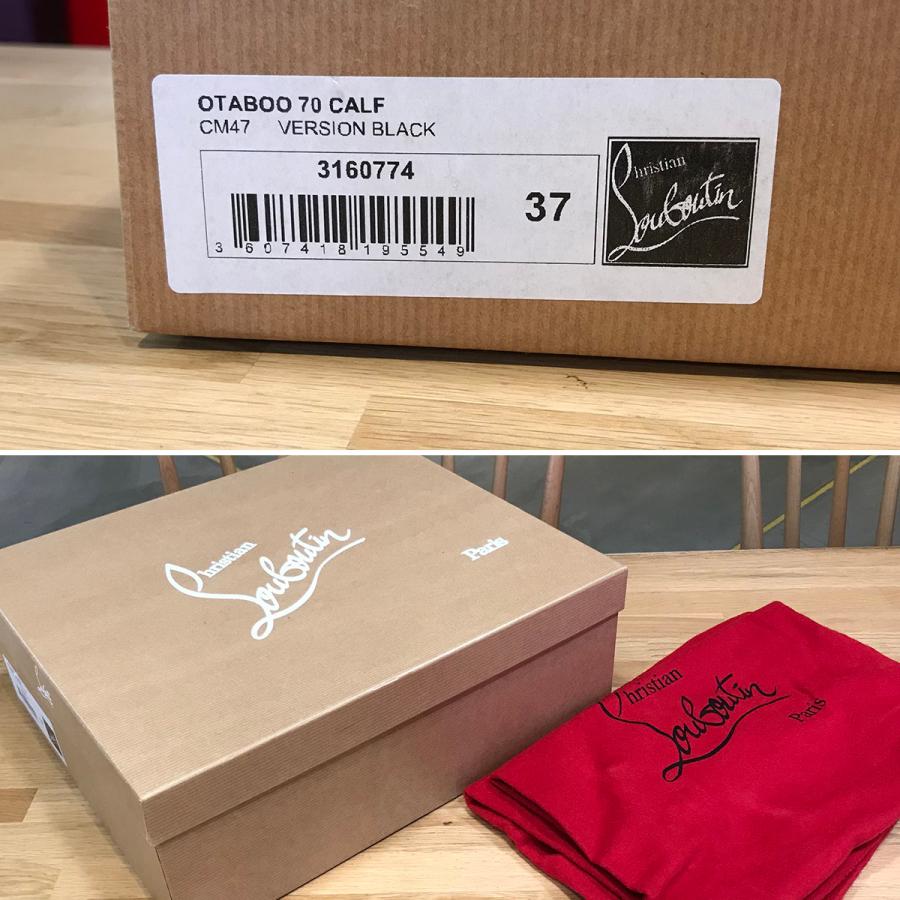 OTABOO 70 CALF
CM47 VERSION BLACK
3160774
37
3 607418 195549
Christian
Louboutin
Christian
Louboutin
Paris
Christian
Louboutin
Paris